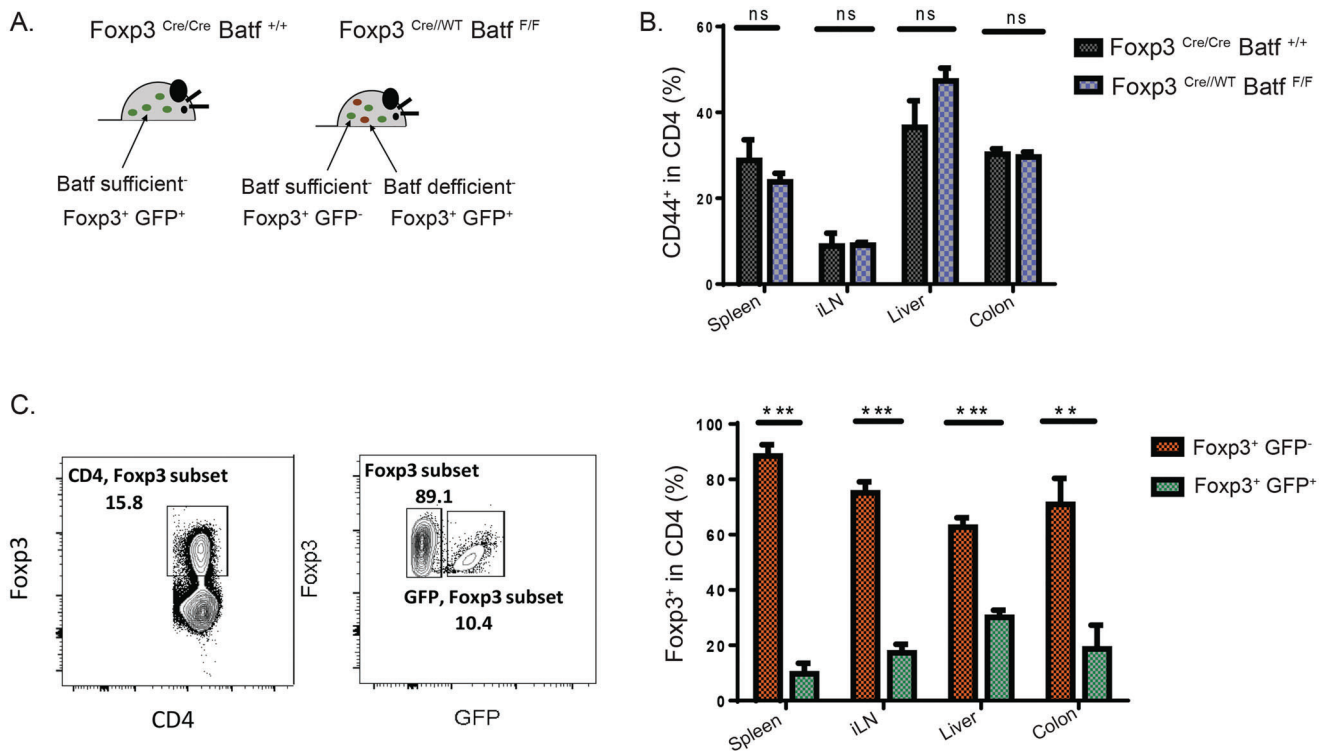 A.
Foxp3 Cre/Cre Batf +/+
Foxp3 Cre//WT Batf F/F
Batf sufficient-
Foxp3+ GFP+
Batf sufficient-
Foxp3+ GFP-
Batf defficient-
Foxp3+ GFP+
B.
CD44+ in CD4 (%)
60
40
20
0
ns
ns
ns
ns
Spleen
iLN
Liver
Colon
Foxp3 Cre/Cre Batf +/+
Foxp3 Cre//WT Batf F/F
C.
Foxp3
CD4, Foxp3 subset
15.8
CD4
Foxp3
Foxp3 subset
89.1
GFP, Foxp3 subset
10.4
GFP
Foxp3+ in CD4 (%)
100
80
60
40
20
0
* **
* **
* **
* *
Spleen
iLN
Liver
Colon
Foxp3+ GFP-
Foxp3+ GFP+